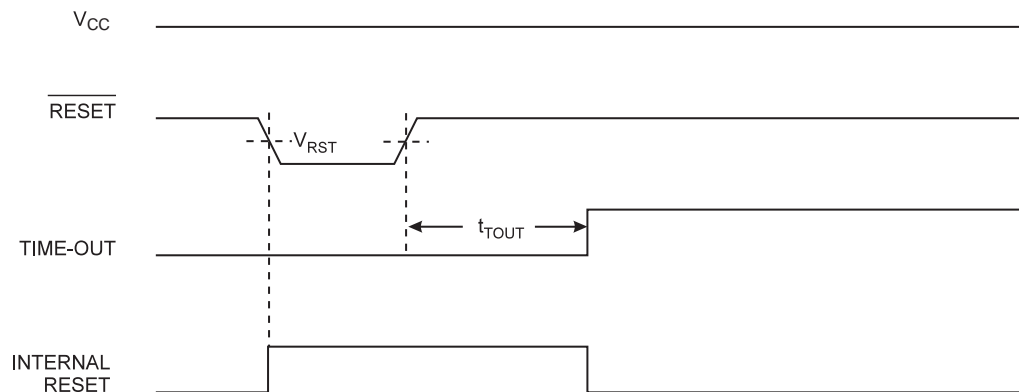 VCC
RESET
VRST
tTOUT
TIME-OUT
INTERNAL
RESET